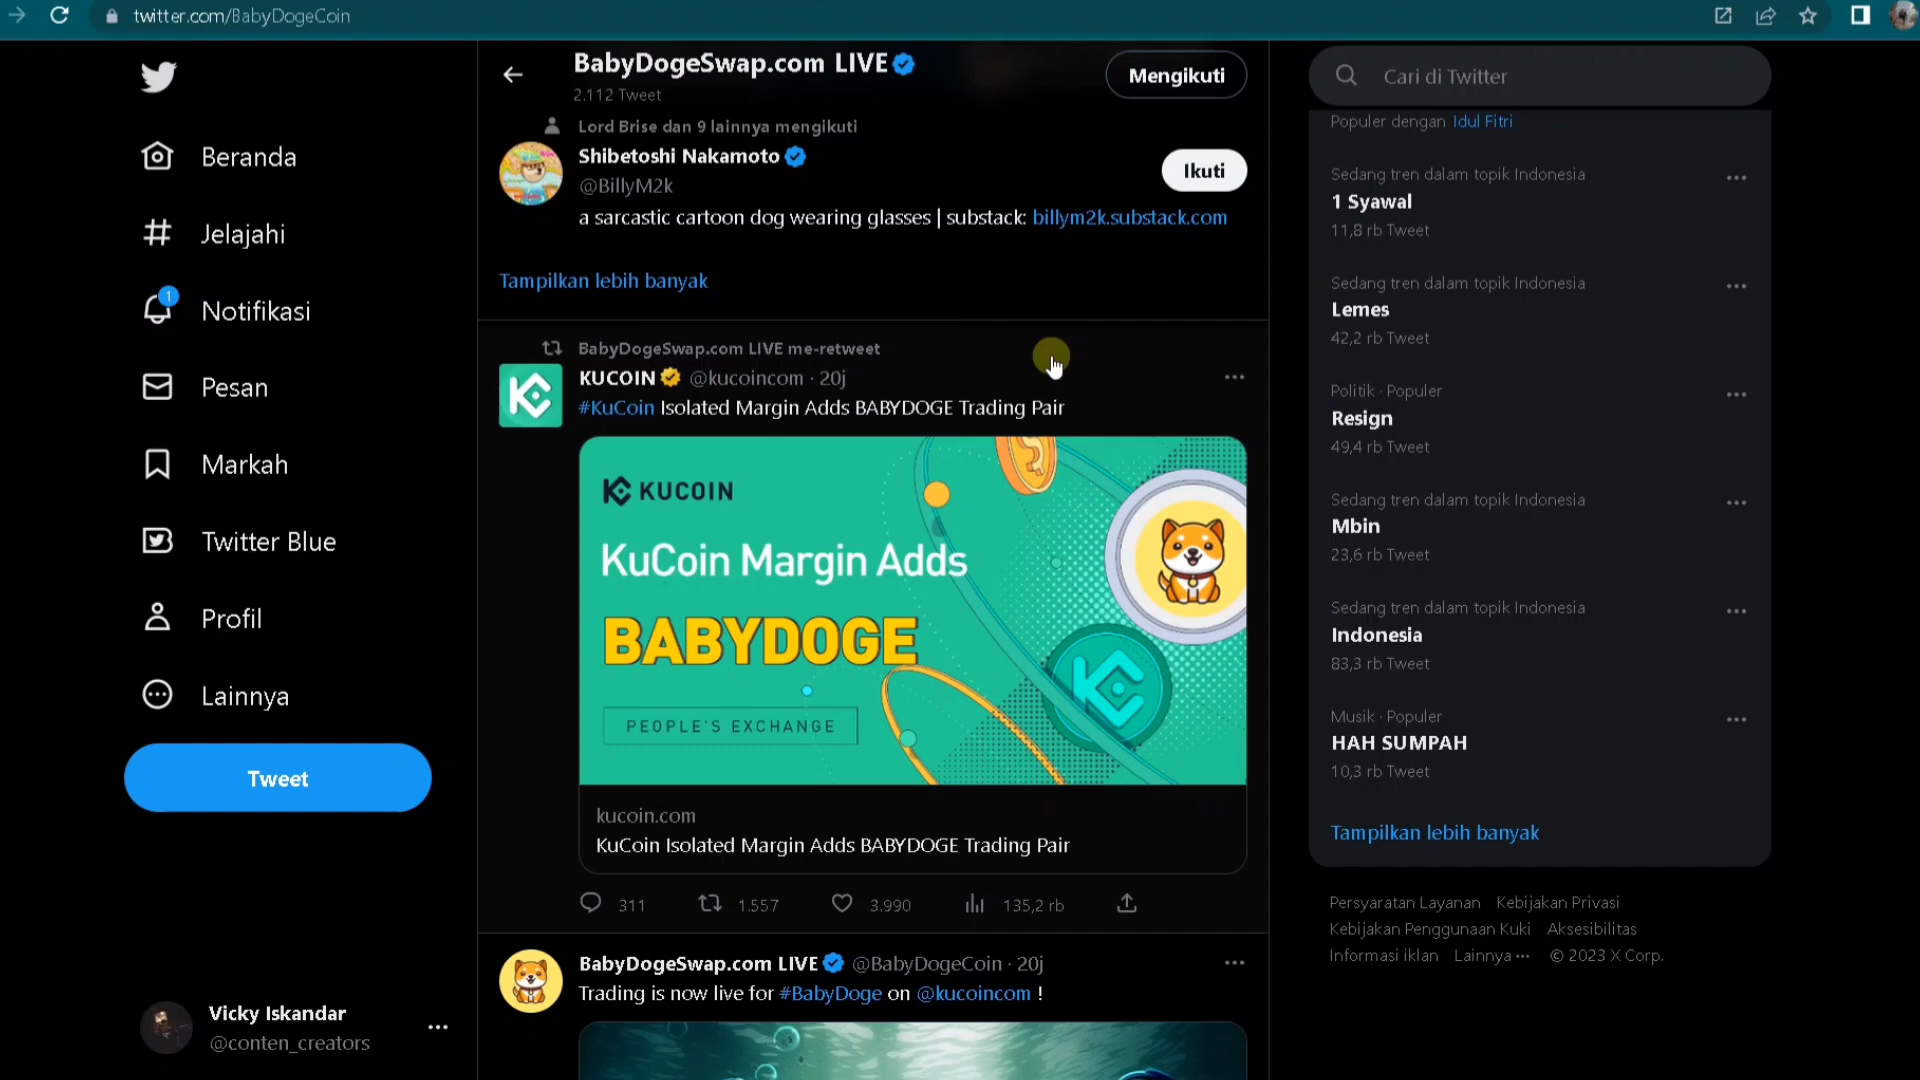 twitter.com/BabyDogeCoin
Beranda
Jelajahi
1
Notifikasi
Pesan
Markah
Twitter Blue
Profil
Lainnya
Tweet
Vicky Iskandar
@conten_creators
BabyDogeSwap.com LIVE
2.112 Tweet
Mengikuti
Lord Brise dan 9 lainnya mengikuti
Shibetoshi Nakamoto
@BillyM2k
Ikuti
a sarcastic cartoon dog wearing glasses | substack: billym2k.substack.com
Tampilkan lebih banyak
BabyDogeSwap.com LIVE me-retweet
KUCOIN @kucoincom · 20j
#KuCoin Isolated Margin Adds BABYDOGE Trading Pair
KUCOIN
KuCoin Margin Adds
BABYDOGE
PEOPLE'S EXCHANGE
kucoin.com
KuCoin Isolated Margin Adds BABYDOGE Trading Pair
311 1.557 3.990 135,2 rb
BabyDogeSwap.com LIVE @BabyDogeCoin · 20j
Trading is now live for #BabyDoge on @kucoincom !
Cari di Twitter
Populer dengan Idul Fitri
Sedang tren dalam topik Indonesia
1 Syawal
11,8 rb Tweet
Sedang tren dalam topik Indonesia
Lemes
42,2 rb Tweet
Politik · Populer
Resign
49,4 rb Tweet
Sedang tren dalam topik Indonesia
Mbin
23,6 rb Tweet
Sedang tren dalam topik Indonesia
Indonesia
83,3 rb Tweet
Musik · Populer
HAH SUMPAH
10,3 rb Tweet
Tampilkan lebih banyak
Persyaratan Layanan Kebijakan Privasi
Kebijakan Penggunaan Kuki Aksesibilitas
Informasi iklan Lainnya ··· © 2023 X Corp.